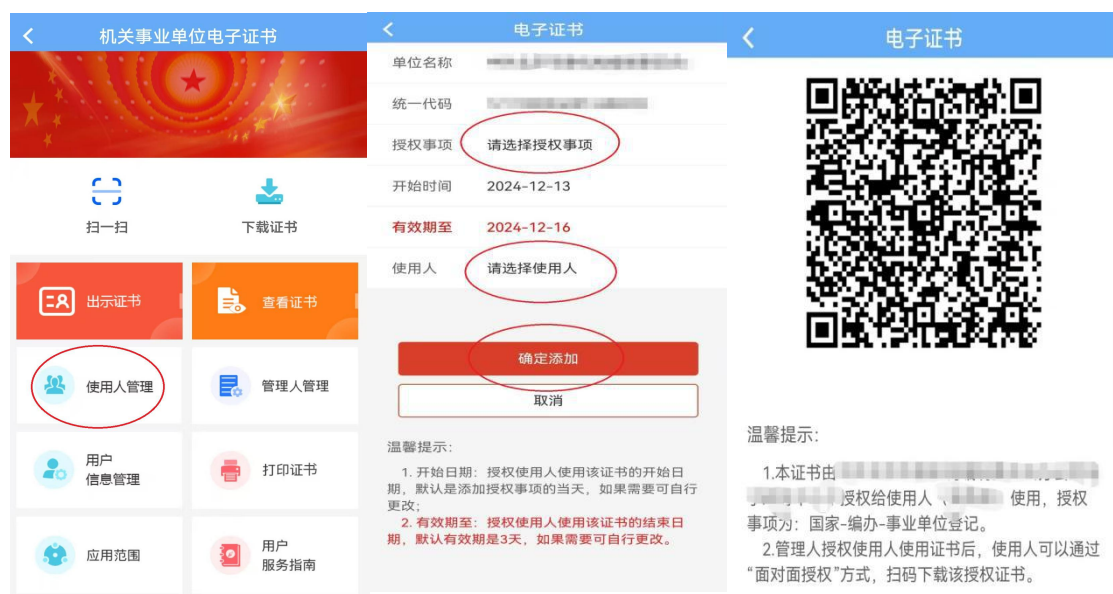 机关事业单位电子证书
扫一扫
下载证书
出示证书
查看证书
使用人管理
管理人管理
用户
信息管理
打印证书
应用范围
用户
服务指南
电子证书
单位名称
统一代码
授权事项 请选择授权事项
开始时间 2024-12-13
有效期至 2024-12-16
使用人 请选择使用人
确定添加
取消
温馨提示:
1. 开始日期：授权使用人使用该证书的开始日
期，默认是添加授权事项的当天，如果需要可自行
更改；
2. 有效期至：授权使用人使用该证书的结束日
期，默认有效期是3天，如果需要可自行更改。
电子证书
温馨提示:
1.本证书由
授权给使用人（ 使用，授权
事项为：国家-编办-事业单位登记。
2.管理人授权使用人使用证书后，使用人可以通过
“面对面授权”方式，扫码下载该授权证书。